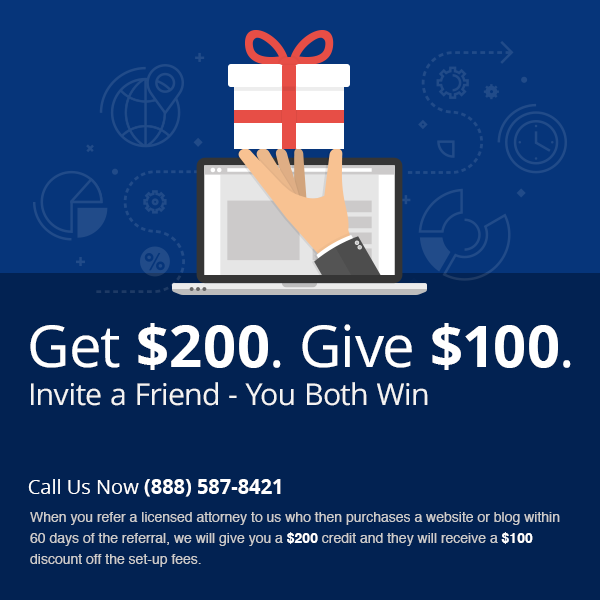 Get $200. Give $100.
Invite a Friend - You Both Win
Call Us Now (888) 587-8421
When you refer a licensed attorney to us who then purchases a website or blog within
60 days of the referral, we will give you a $200 credit and they will receive a $100
discount off the set-up fees.